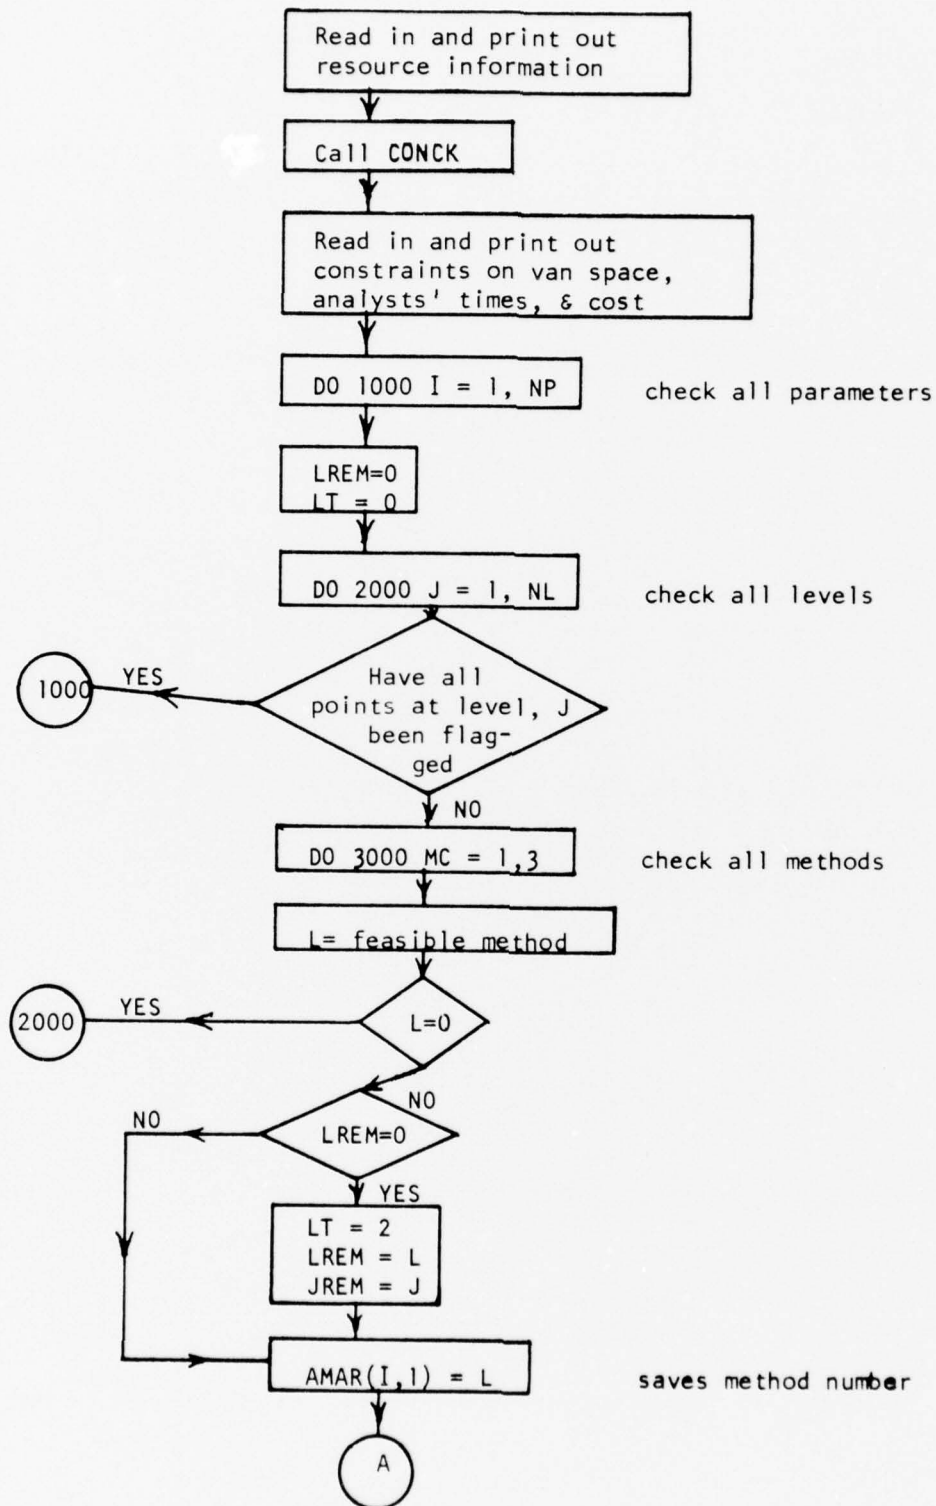 Read in and print out
resource information
Call CONCK
Read in and print out
constraints on van space,
analysts' times, & cost
DO 1000 I = 1, NP
check all parameters
LREM=0
LT = 0
DO 2000 J = 1, NL
check all levels
Have all
points at level, J
been flag-
ged
YES
1000
NO
DO 3000 MC = 1,3
check all methods
L= feasible method
L=0
YES
2000
NO
LREM=0
NO
YES
LT = 2
LREM = L
JREM = J
AMAR(I,1) = L
saves method number
A